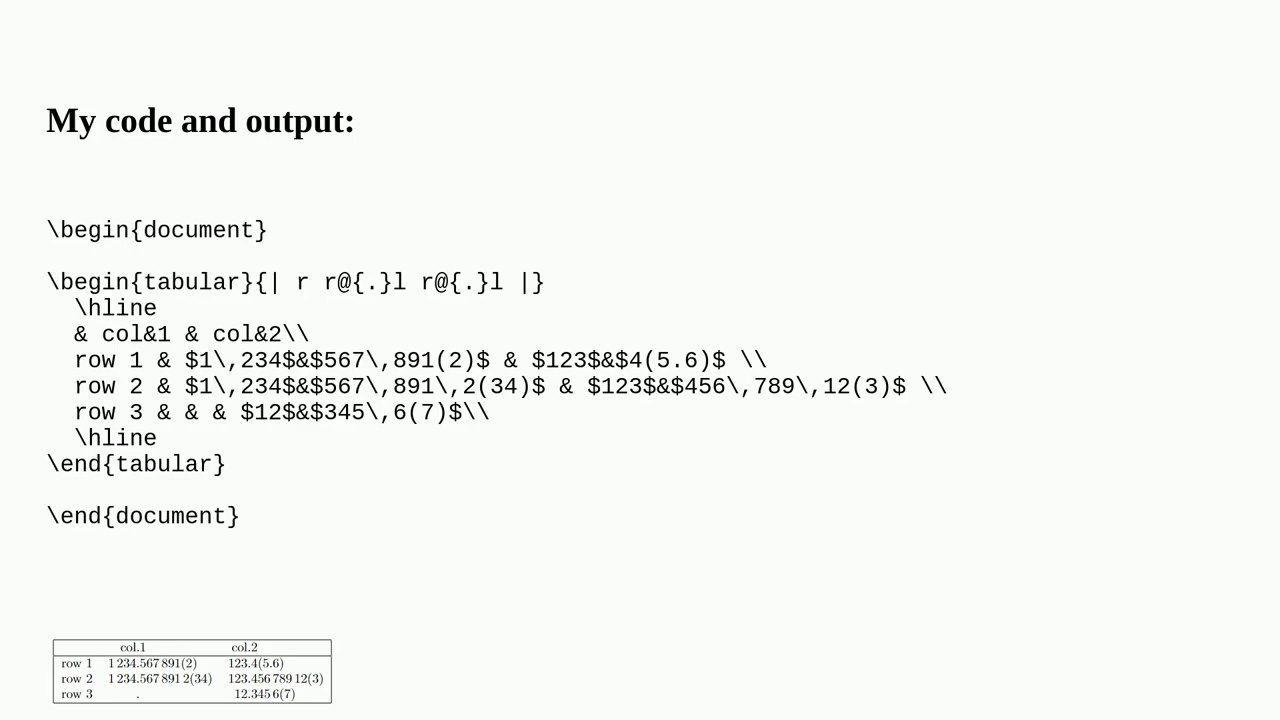 My code and output:
\begin{document}
\begin{tabular}{| r r@{.}l r@{.}l |}
\hline
& col&1 & col&2\\
row 1 & $1\,234$&$567\,891(2)$ & $123$&$4(5.6)$ \\
row 2 & $1\,234$&$567\,891\,2(34)$ & $123$&$456\,789\,12(3)$ \\
row 3 & & & $12$&$345\,6(7)$\\
\hline
\end{tabular}
\end{document}
col.1 col.2
row 1 1 234.567 891(2) 123.4(5.6)
row 2 1 234.567 891 2(34) 123.456 789 12(3)
row 3 . 12.345 6(7)